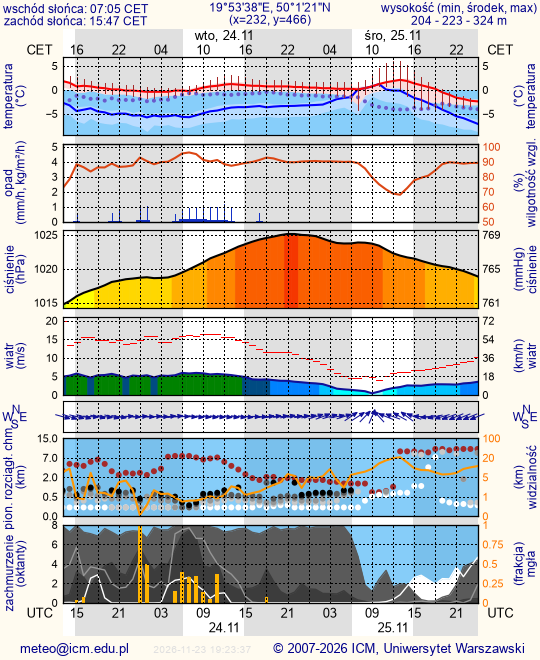 wschód słońca: 07:05 CET 19°53'38"E, 50°1'21"N wysokość (min, środek, max)
zachód słońca: 15:47 CET (x=232, y=466) 204 - 223 - 324 m
wto, 24.11 śro, 25.11
CET 16 22 04 10 16 22 04 10 16 22 CET
temperatura (°C) 5 0 -5 5 0 -5 temperatura (°C)
opad (mm/h, kg/m²/h) 5 4 3 2 1 0 100 90 80 70 60 50 (%) wilgotność wzgl.
ciśnienie (hPa) 1025 1020 1015 769 765 761 (mmHg) ciśnienie
wiatr (m/s) 20 15 10 5 0 72 54 36 18 0 (km/h) wiatr
N W E S N W E S
pion. rozciągł. chm. (km) 15.0 7.0 2.0 0.5 0.0 100 20 5 1 0 (km) widzialność
zachmurzenie (oktanty) 8 6 4 2 0 1 0.75 0.5 0.25 0 (frakcja) mgła
UTC 15 21 03 09 15 21 03 09 15 21 UTC
24.11 25.11
meteo@icm.edu.pl 2026-11-23 19:23:37 © 2007-2026 ICM, Uniwersytet Warszawski